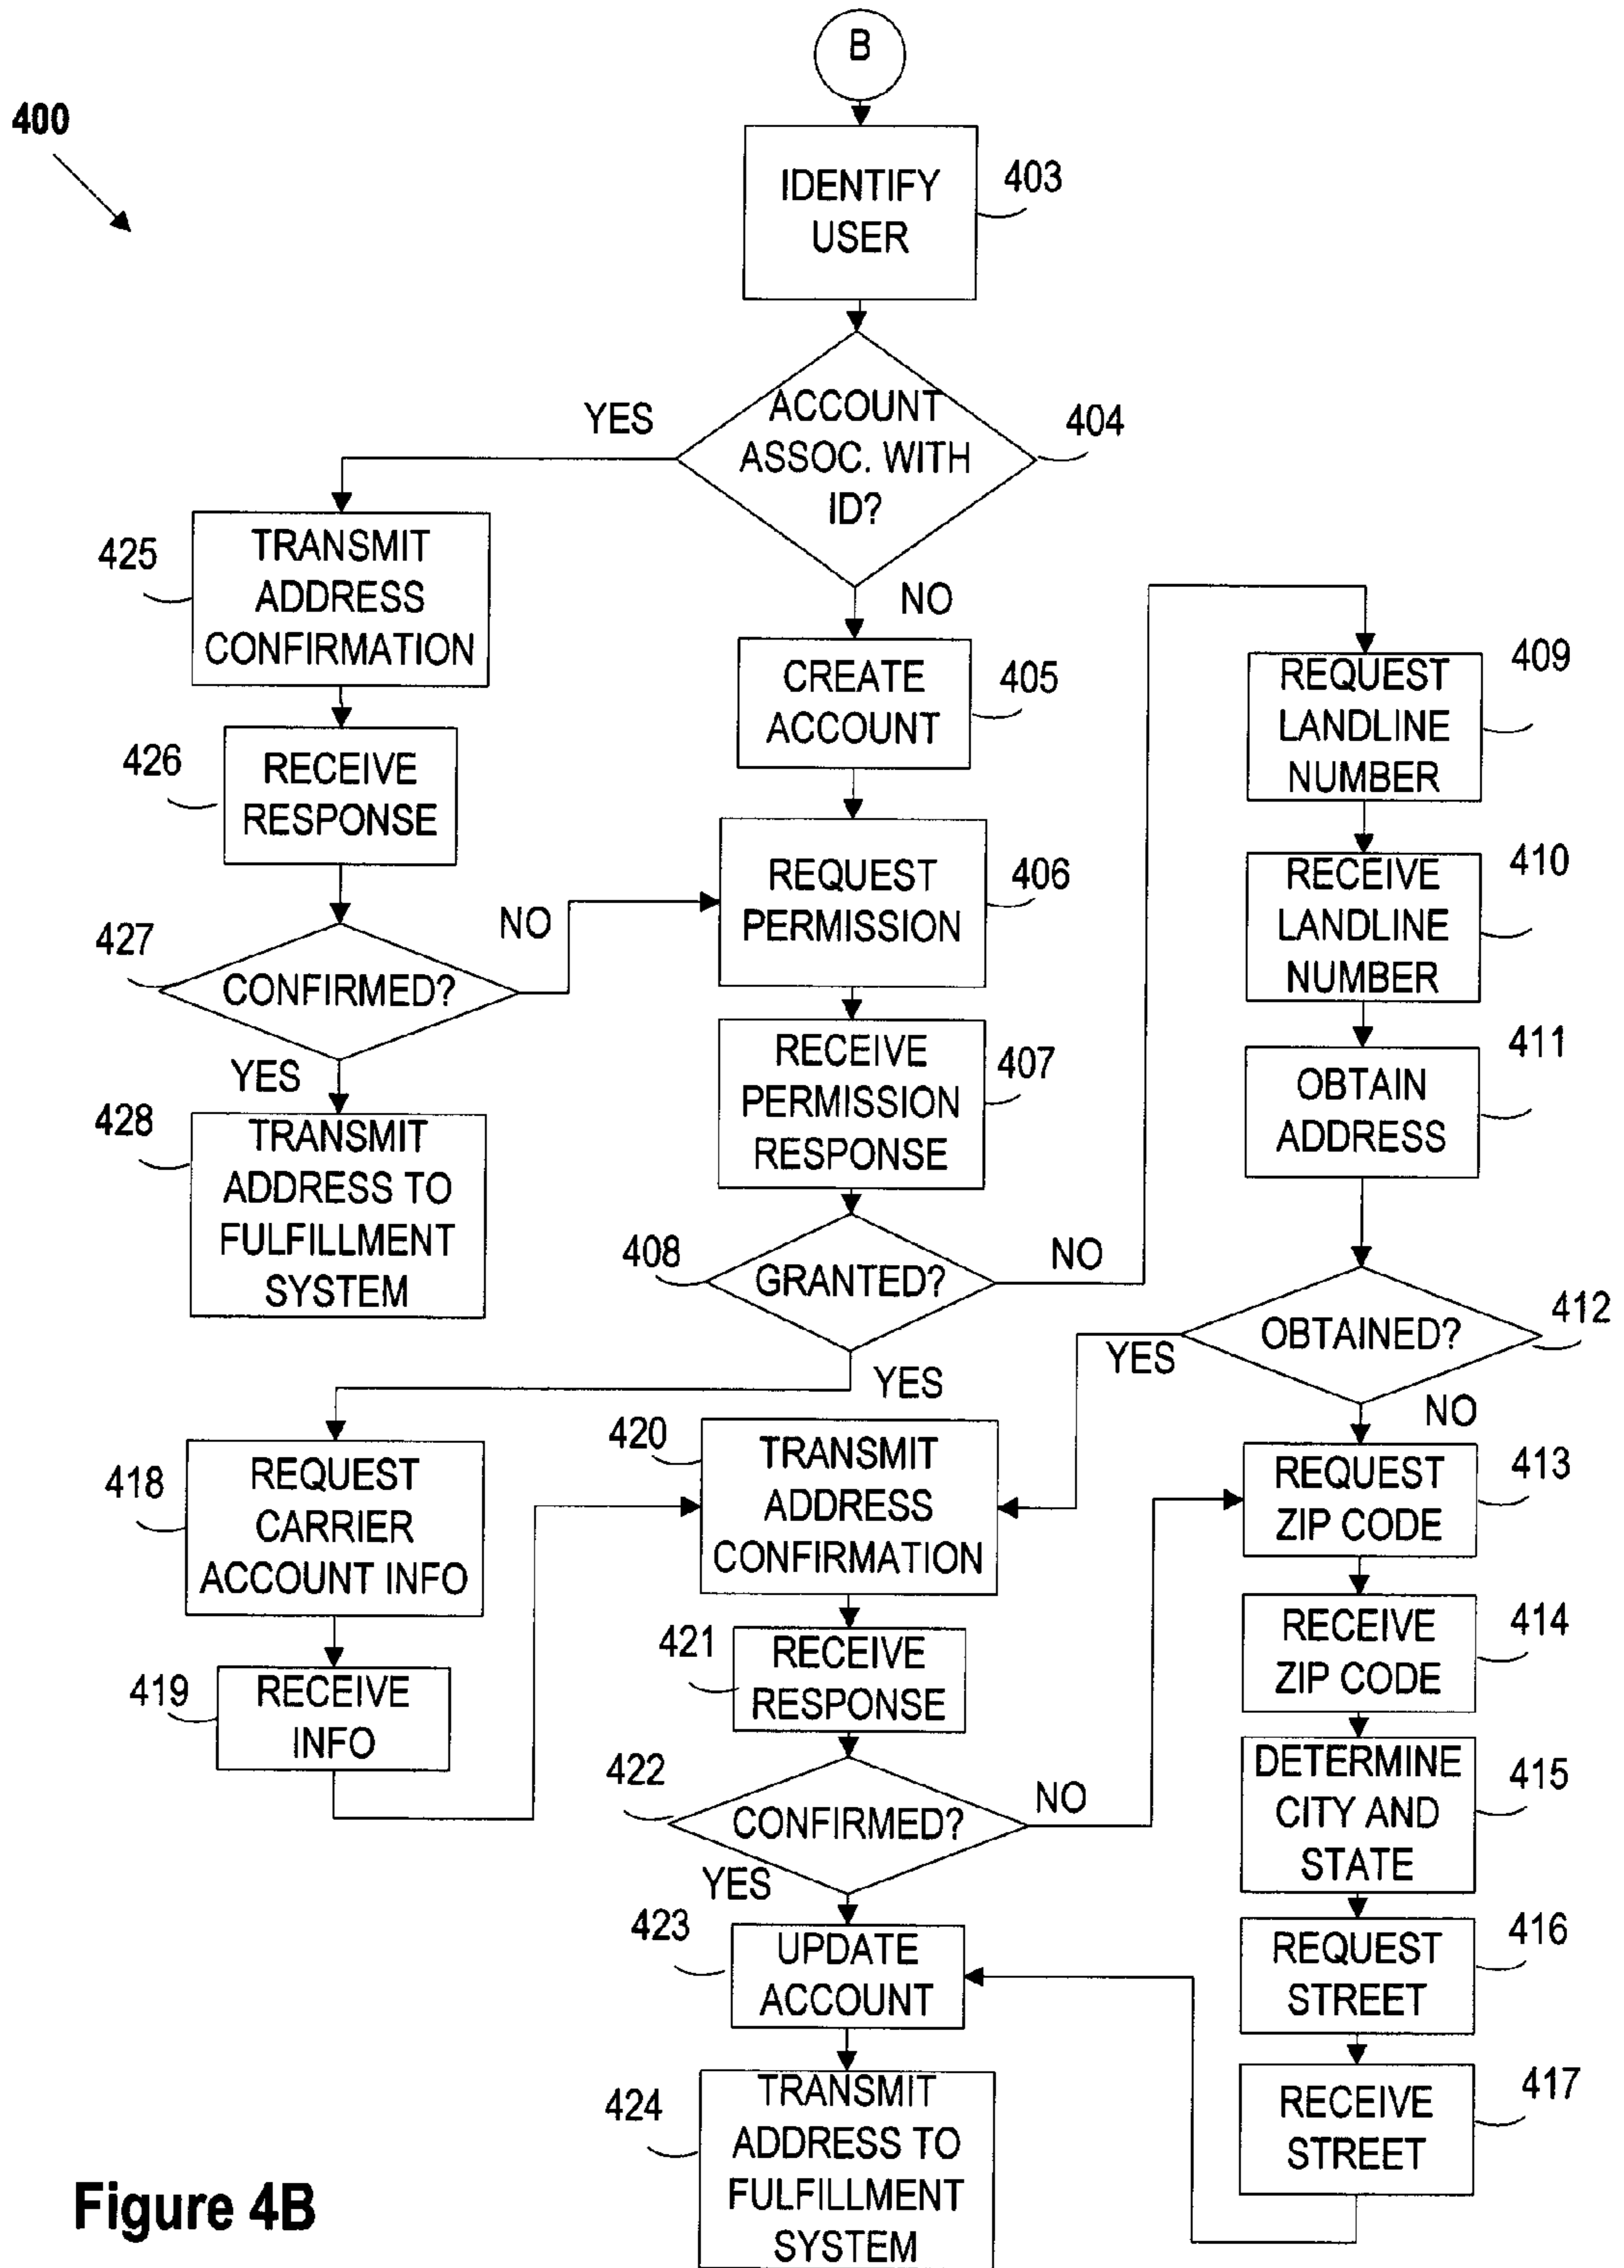 B
400
IDENTIFY
USER
403
ACCOUNT
ASSOC. WITH
ID?
404
YES
NO
425
TRANSMIT
ADDRESS
CONFIRMATION
CREATE
ACCOUNT
405
REQUEST
LANDLINE
NUMBER
409
426
RECEIVE
RESPONSE
REQUEST
PERMISSION
406
RECEIVE
LANDLINE
NUMBER
410
427
CONFIRMED?
NO
YES
RECEIVE
PERMISSION
RESPONSE
407
OBTAIN
ADDRESS
411
428
TRANSMIT
ADDRESS TO
FULFILLMENT
SYSTEM
408
GRANTED?
NO
YES
OBTAINED?
412
YES
NO
418
REQUEST
CARRIER
ACCOUNT INFO
420
TRANSMIT
ADDRESS
CONFIRMATION
REQUEST
ZIP CODE
413
419
RECEIVE
INFO
421
RECEIVE
RESPONSE
RECEIVE
ZIP CODE
414
422
CONFIRMED?
NO
YES
DETERMINE
CITY AND
STATE
415
423
UPDATE
ACCOUNT
REQUEST
STREET
416
424
TRANSMIT
ADDRESS TO
FULFILLMENT
SYSTEM
RECEIVE
STREET
417
Figure 4B